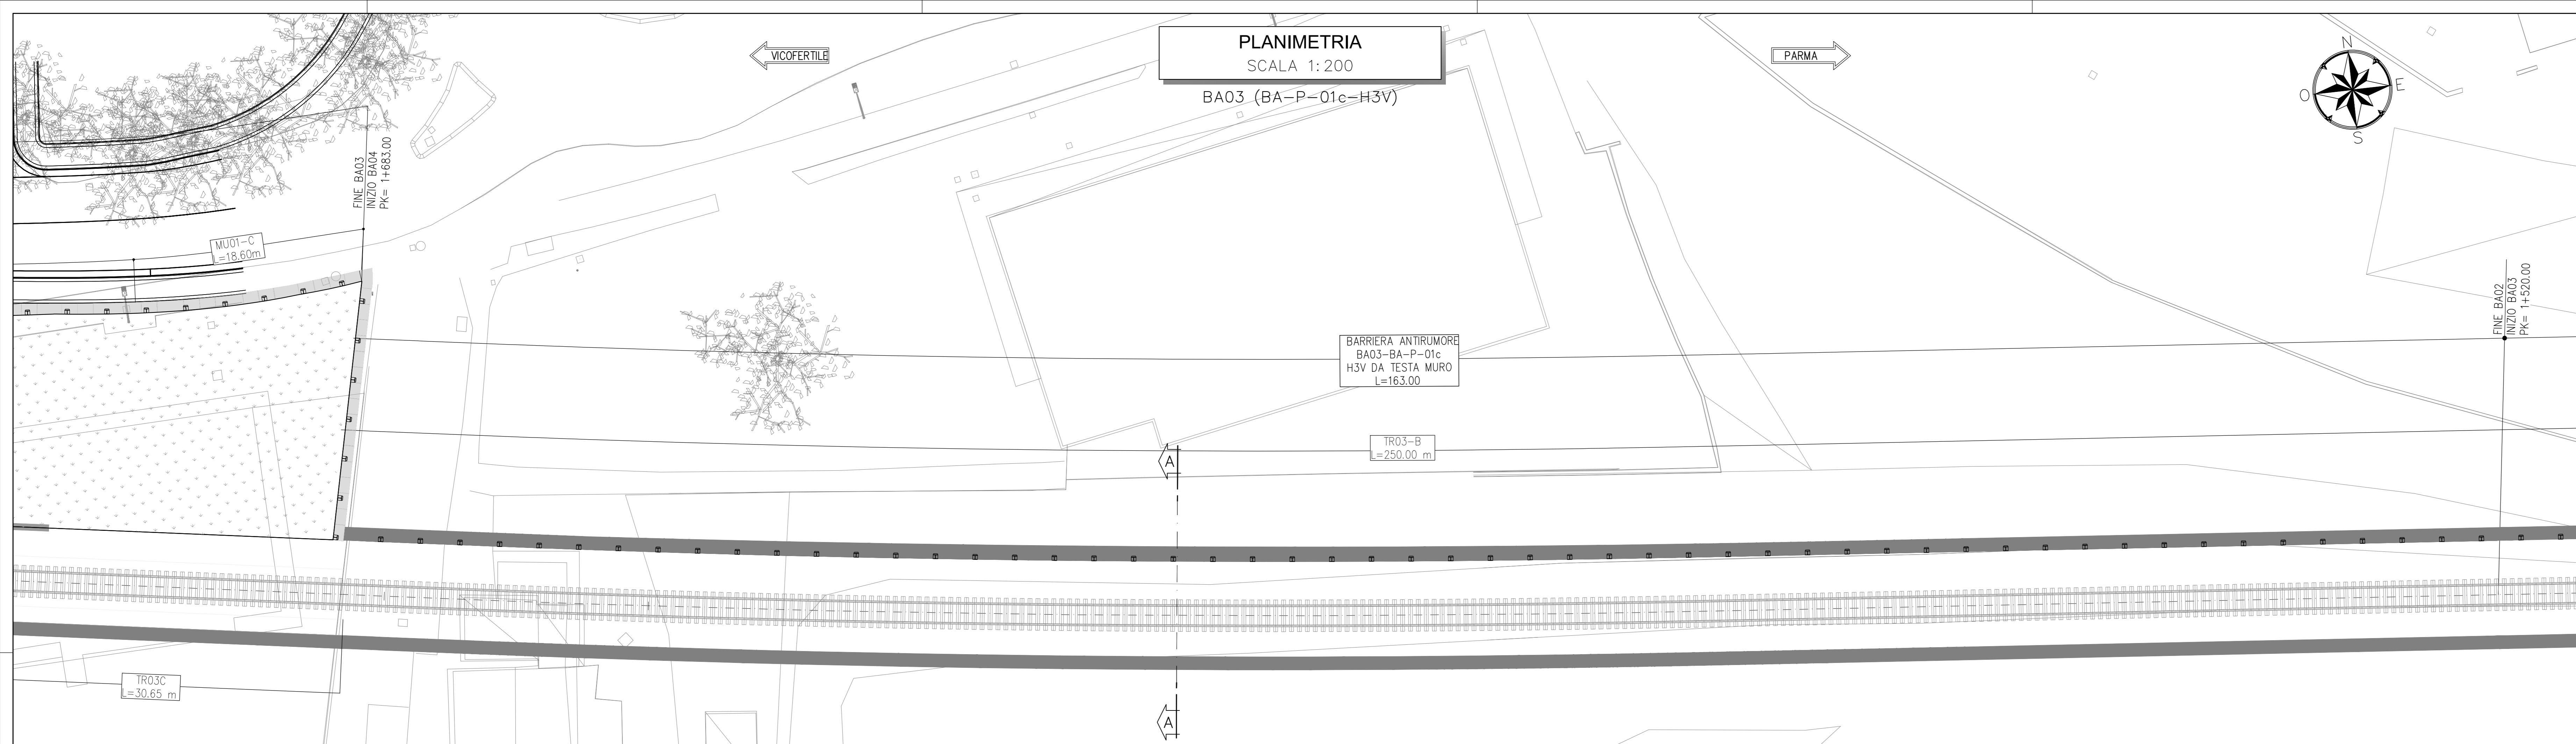 VICOFERTILE
PLANIMETRIA
SCALA 1:200
BA03 (BA-P-01c-H3V)
PARMA
N
E
O
S
FINE BA03
INIZIO BA04
PK= 1+683.00
MU01-C
L=18.60m
FINE BA02
INIZIO BA03
PK= 1+520.00
BARRIERA ANTIRUMORE
BA03-BA-P-01c
H3V DA TESTA MURO
L=163.00
TR03-B
L=250.00 m
A
TR03C
L=30.65 m
A